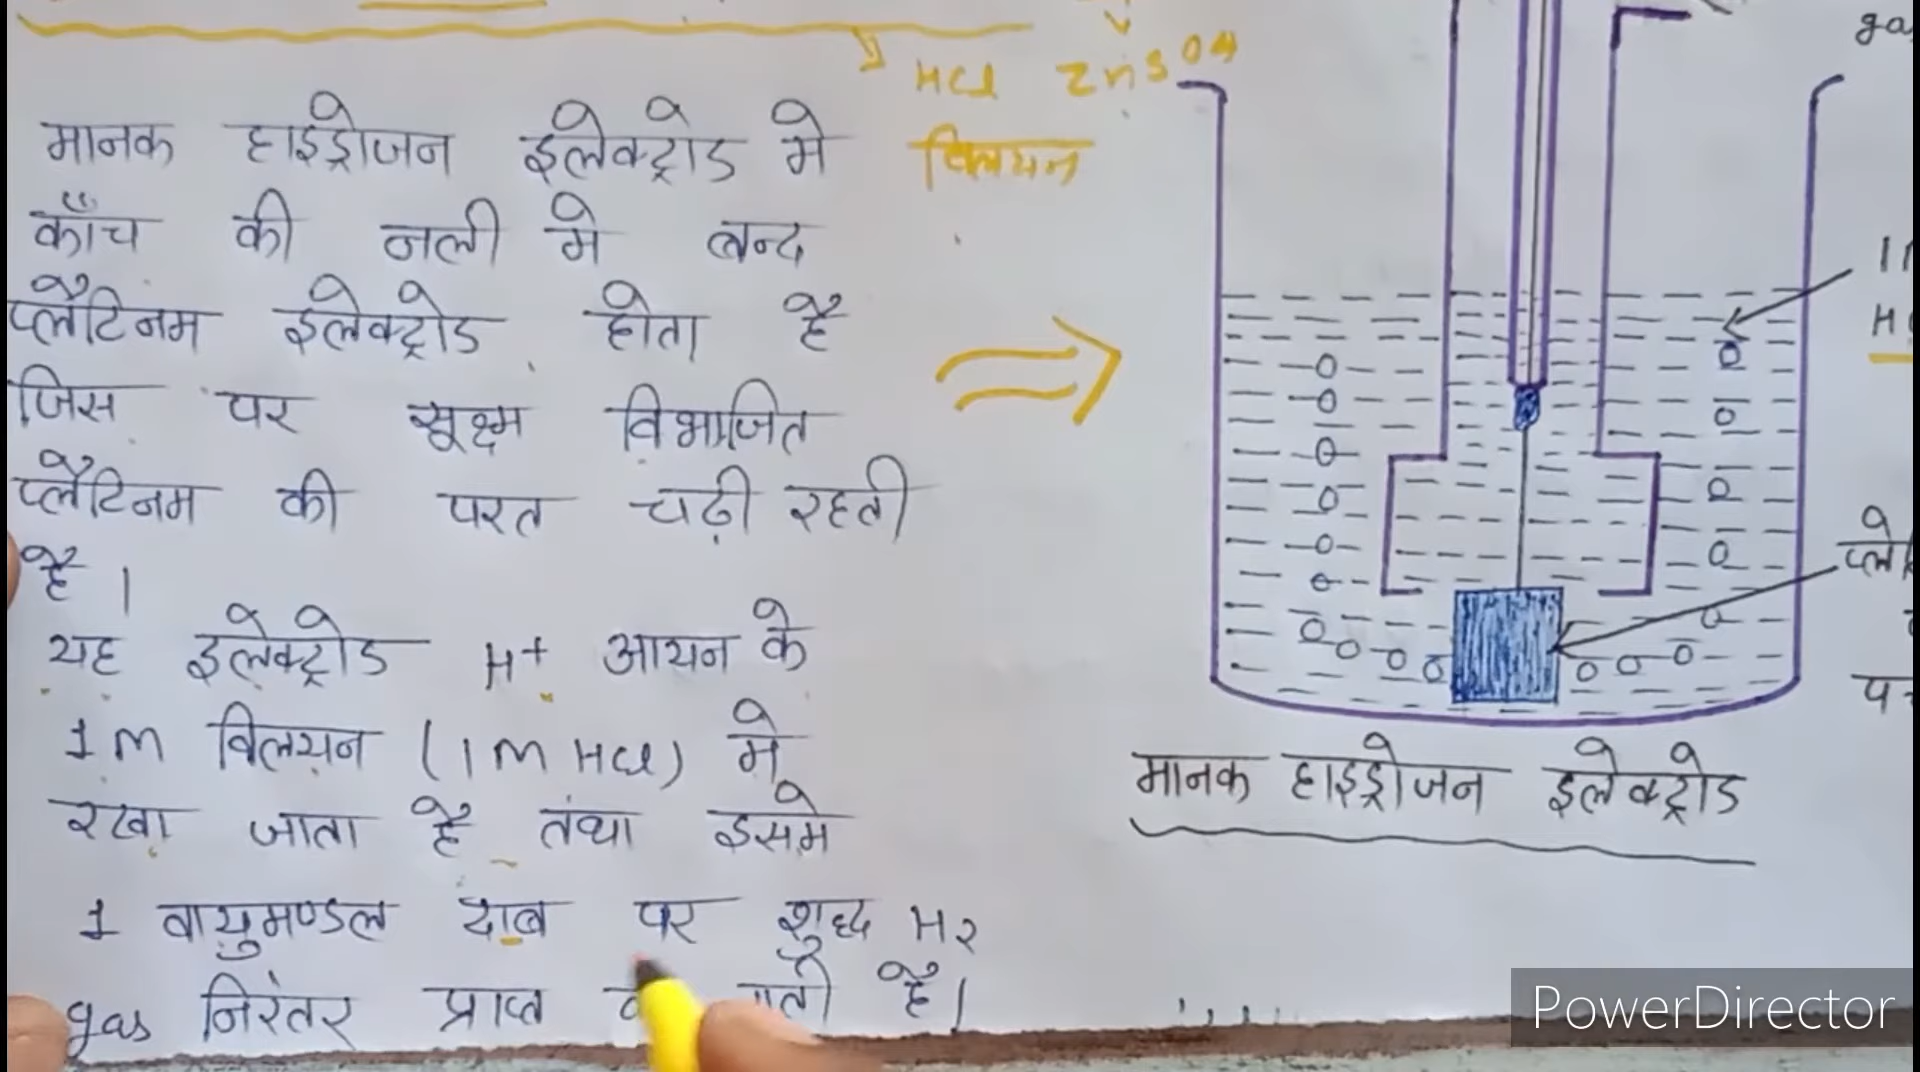 HCl ZnSO4
विलयन
मानक हाइड्रोजन इलेक्ट्रोड मे
काँच की नली मे बन्द
प्लैटिनम इलेक्ट्रोड होता है
जिस पर सूक्ष्म विभाजित
प्लैटिनम की परत चढ़ी रहती
है।
यह इलेक्ट्रोड H+ आयन के
1M विलयन (1M HCl) मे
रखा जाता है तथा इसमे
1 वायुमण्डल दाब पर शुद्ध H2
gas निरंतर प्राप्त है।
मानक हाइड्रोजन इलेक्ट्रोड
PowerDirector